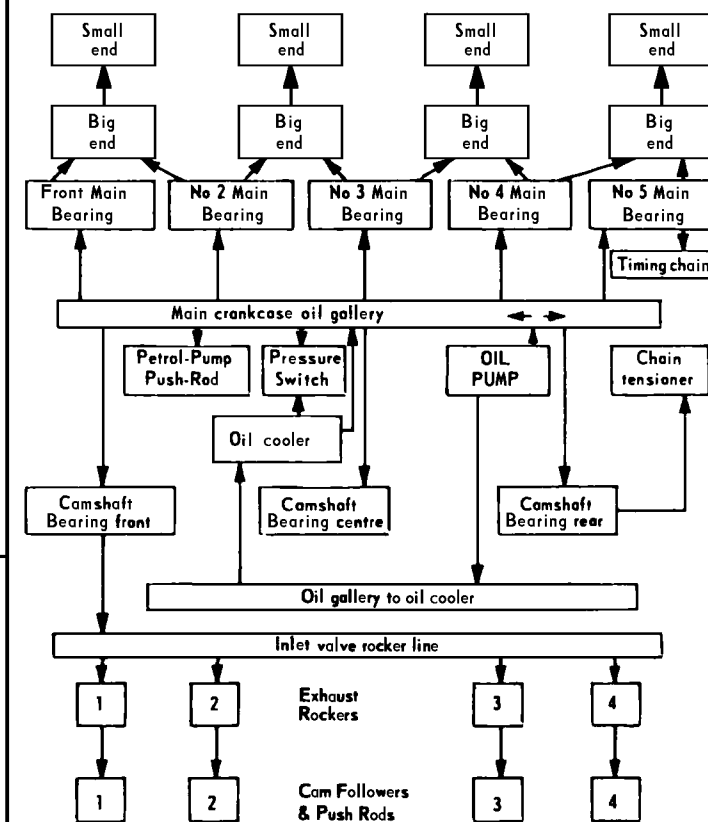 Small
end
Small
end
Small
end
Small
end
Big
end
Big
end
Big
end
Big
end
Front Main
Bearing
No 2 Main
Bearing
No 3 Main
Bearing
No 4 Main
Bearing
No 5 Main
Bearing
Timing chain
Main crankcase oil gallery
Petrol-Pump
Push-Rod
Pressure
Switch
OIL
PUMP
Chain
tensioner
Oil cooler
Camshaft
Bearing front
Camshaft
Bearing centre
Camshaft
Bearing rear
Oil gallery to oil cooler
Inlet valve rocker line
1
2
Exhaust
Rockers
3
4
1
2
Cam Followers
& Push Rods
3
4